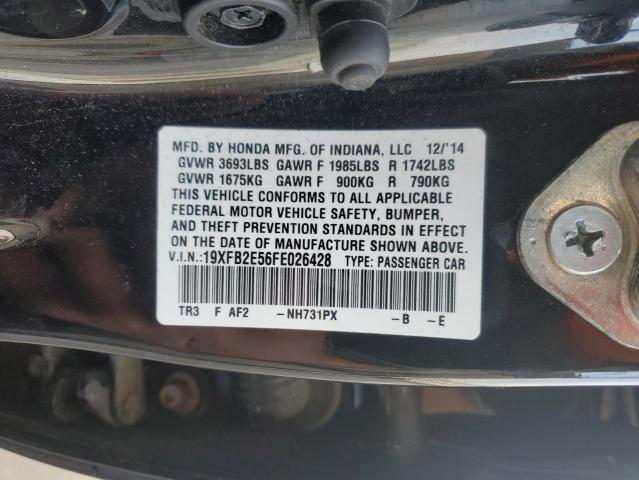 MFD. BY HONDA MFG. OF INDIANA, LLC 12/'14
GVWR 3693LBS GAWR F 1985LBS R 1742LBS
GVWR 1675KG GAWR F 900KG R 790KG
THIS VEHICLE CONFORMS TO ALL APPLICABLE
FEDERAL MOTOR VEHICLE SAFETY, BUMPER,
AND THEFT PREVENTION STANDARDS IN EFFECT
ON THE DATE OF MANUFACTURE SHOWN ABOVE.
V.I.N.:19XFB2E56FE026428 TYPE: PASSENGER CAR
TR3 F AF2 –NH731PX –B –E